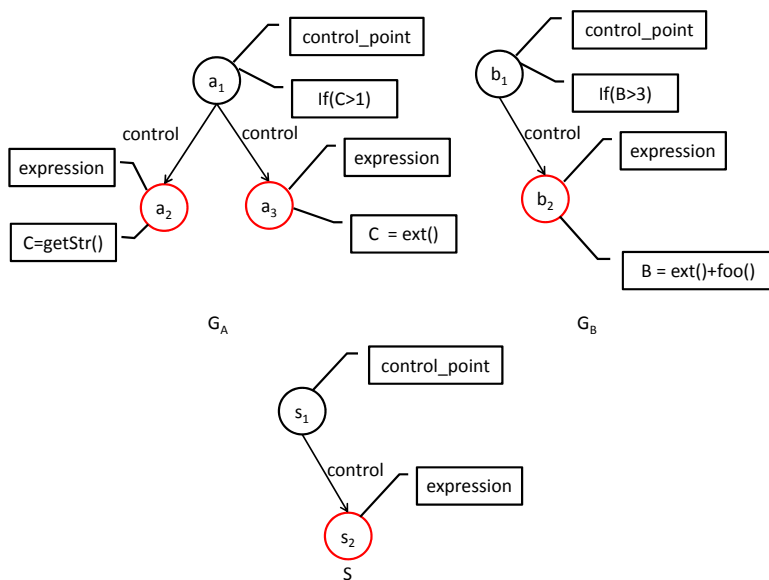 control_point
a1
If(C>1)
control
control
expression
expression
a2
a3
C=getStr()
C = ext()
GA
control_point
b1
If(B>3)
control
expression
b2
B = ext()+foo()
GB
control_point
s1
control
expression
s2
S